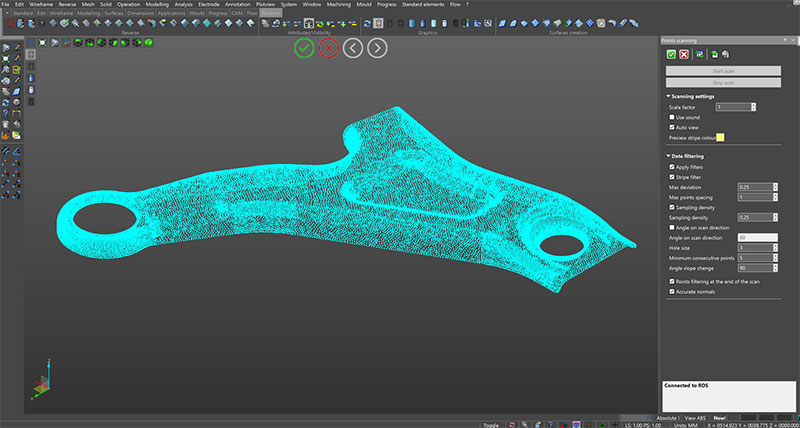 File Edit Wireframe Reverse Mesh Solid Operation Modelling Surfaces Analysis Electrode Annotation Plotview System Window Machining Mould Progress Standard elements Flow ?
Standard Edit Wireframe Modelling Surfaces Dimensions Applications Mould Progress CAM Flow Reverse
Reverse Attributes/Visibility Graphics Surfaces creation
Points scanning
Start scan
Stop scan
Scanning settings
Scale factor 1
Use sound
Auto view
Preview stripe colour
Data filtering
Apply filters
Stripe filter
Max deviation 0.25
Max points spacing 1
Sampling density
Sampling density 0.25
Angle on scan direction
Angle on scan direction 60
Hole size 3
Minimum consecutive points 5
Angle slope change 90
Points filtering at the end of the scan
Accurate normals
Connected to RDS
Absolute View ABS New!
Toggle LS: 1.00 PS: 1.00 Units: MM X = 0514.923 Y = 0038.775 Z = 0000.000